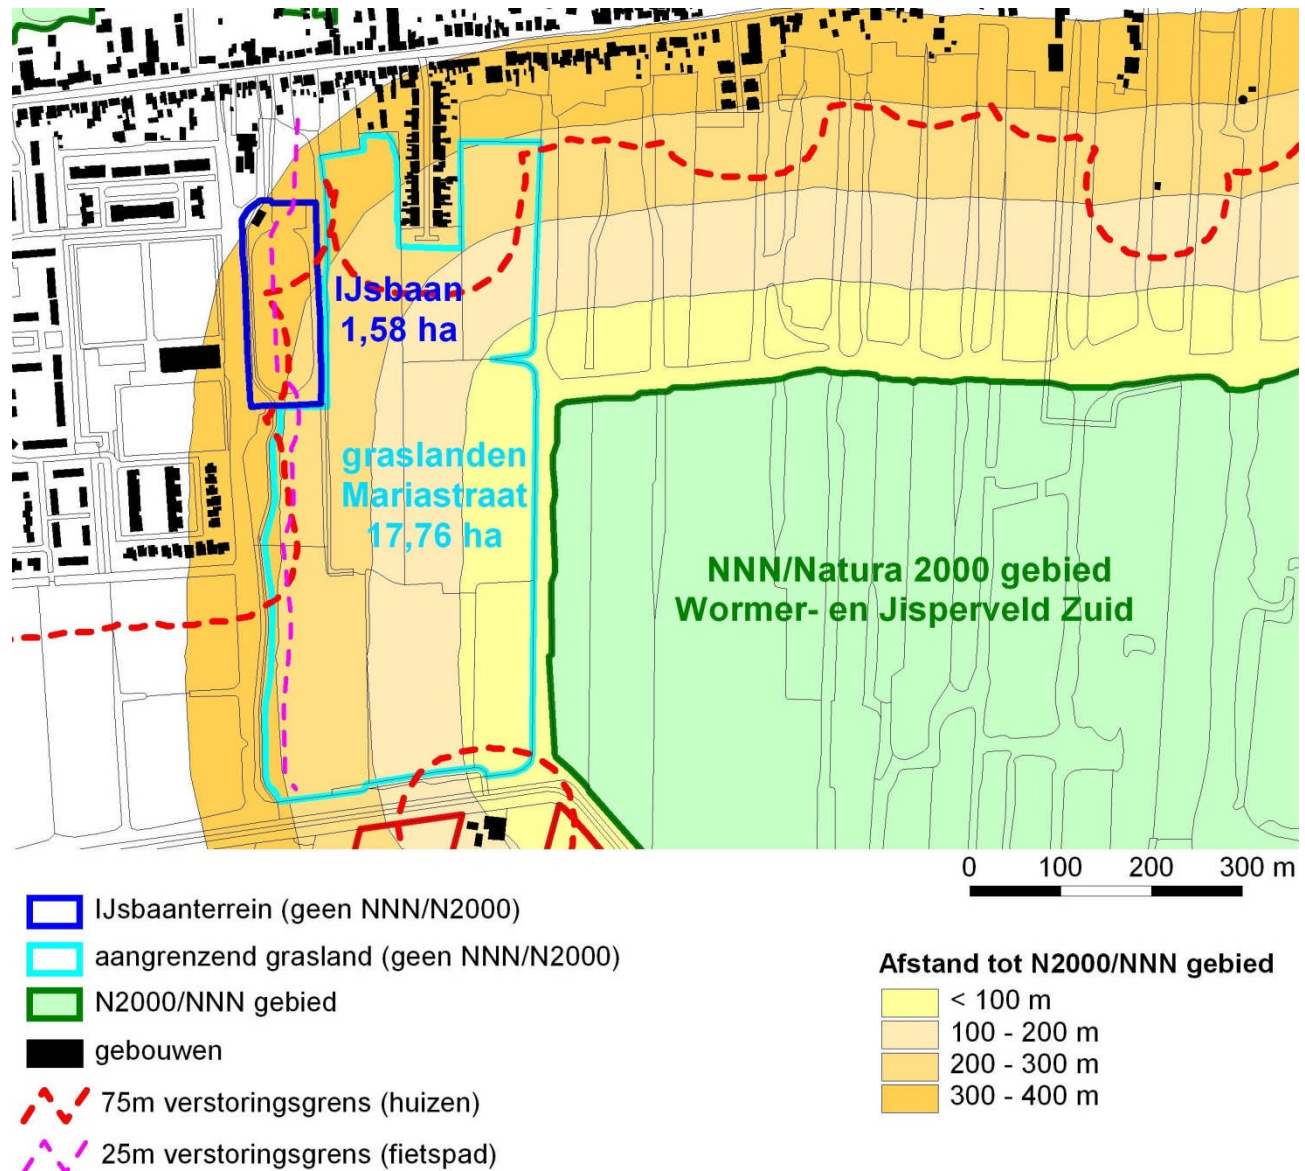 IJsbaan
1,58 ha
graslanden
Mariastraat
17,76 ha
NNN/Natura 2000 gebied
Wormer- en Jisperveld Zuid
0 100 200 300 m
IJsbaanterrein (geen NNN/N2000)
aangrenzend grasland (geen NNN/N2000)
N2000/NNN gebied
gebouwen
75m verstoringsgrens (huizen)
25m verstoringsgrens (fietspad)
Afstand tot N2000/NNN gebied
< 100 m
100 - 200 m
200 - 300 m
300 - 400 m